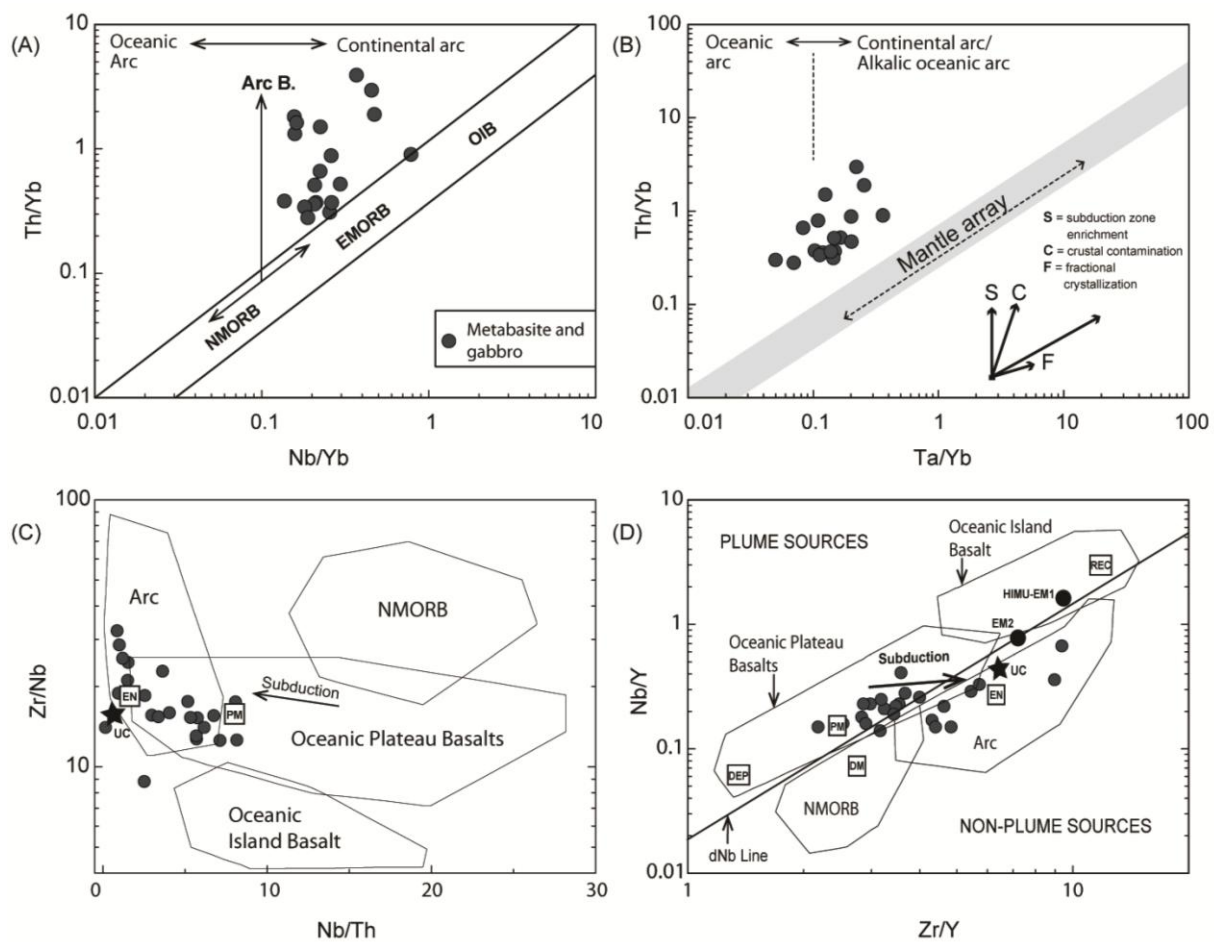 (A)
10
1
0.1
0.01
Th/Yb
Oceanic
Arc
Continental arc
Arc B.
OIB
EMORB
NMORB
Metabasite and
gabbro
0.01
0.1
1
10
Nb/Yb
(B)
100
10
1
0.1
0.01
Th/Yb
Oceanic
arc
Continental arc/
Alkalic oceanic arc
Mantle array
S = subduction zone
enrichment
C = crustal contamination
F = fractional
crystallization
S
C
F
0.01
0.1
1
10
100
Ta/Yb
(C)
100
10
Zr/Nb
Arc
NMORB
EN
Subduction
PM
UC
Oceanic Plateau Basalts
Oceanic
Island Basalt
0
10
20
30
Nb/Th
(D)
10
1
0.1
0.01
Nb/Y
PLUME SOURCES
Oceanic Island
Basalt
REC
HIMU-EM1
EM2
Oceanic Plateau
Basalts
Subduction
UC
EN
PM
Arc
DEP
DM
NMORB
NON-PLUME SOURCES
dNb Line
1
10
Zr/Y